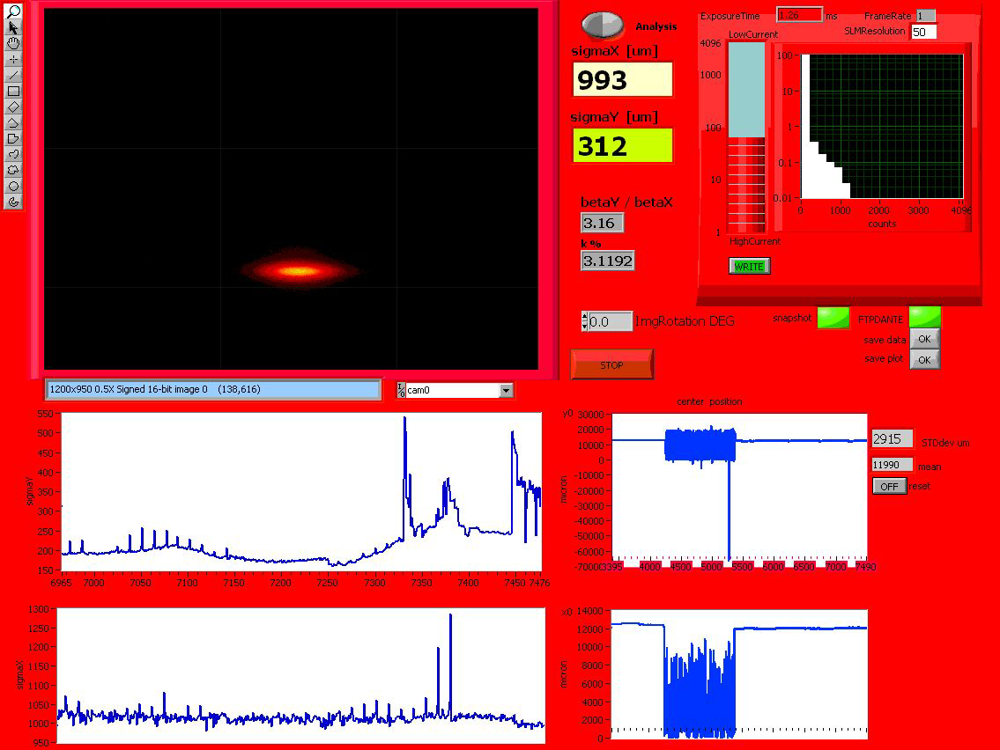 Analysis
sigmaX [um]
993
sigmaY [um]
312
betaY / betaX
3.16
k %
3.1192
0.0 ImgRotation DEG
STOP
ExposureTime 1.26 ms FrameRate 1
SLMResolution 50
LowCurrent
4096
1000
100
10
1
HighCurrent
WRITE
100
10
1
0.1
0.01
0 1000 2000 3000 4096
counts
snapshot FTPDANTE
save data OK
save plot OK
1200x950 0.5X Signed 16-bit image 0 (138,616)
I/0 cam0
sigmaY
550
500
450
400
350
300
250
200
150
6965 7000 7050 7100 7150 7200 7250 7300 7350 7400 7450 7476
center position
y0
micron
30000
20000
10000
0
-10000
-20000
-30000
-40000
-50000
-60000
-70000
3395 4000 4500 5000 5500 6000 6500 7000 7490
2915 STDdev um
11990 mean
OFF reset
sigmaX
1300
1250
1200
1150
1100
1050
1000
950
x0
micron
14000
12000
10000
8000
6000
4000
2000
0